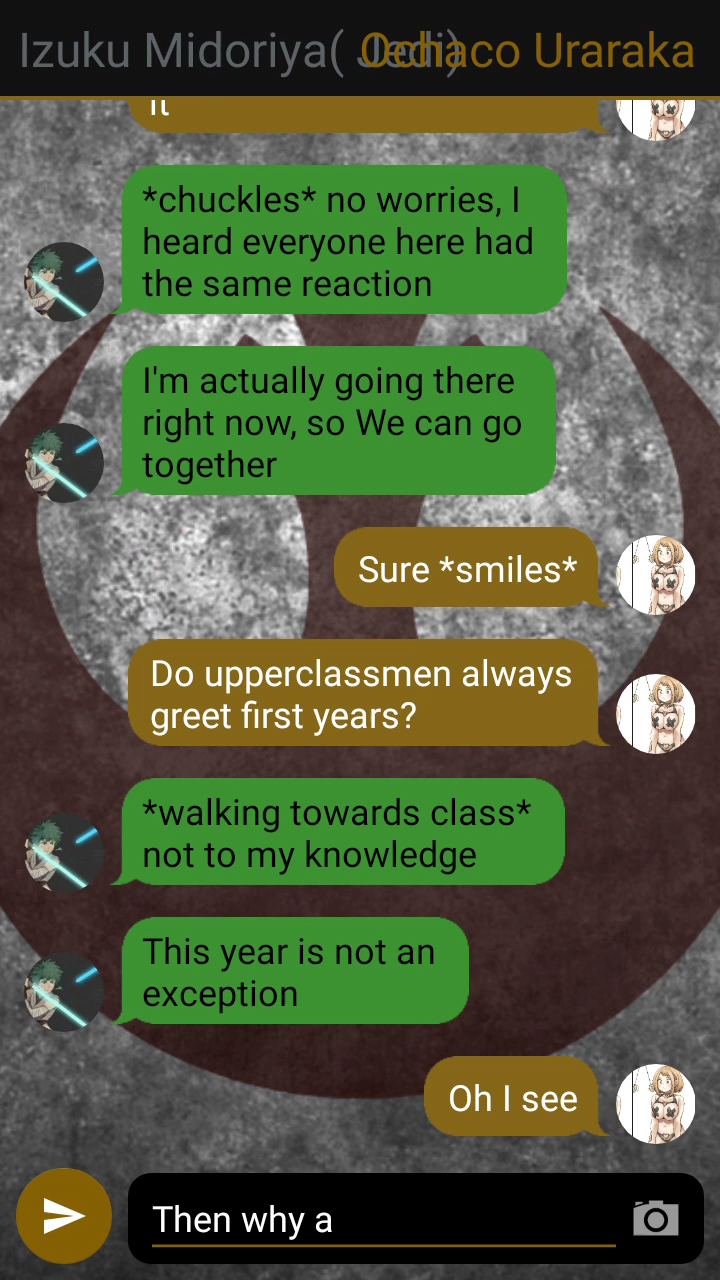 Izuku Midoriya( Jedi)
Ochaco Uraraka
it
*chuckles* no worries, I
heard everyone here had
the same reaction
I'm actually going there
right now, so We can go
together
Sure *smiles*
Do upperclassmen always
greet first years?
*walking towards class*
not to my knowledge
This year is not an
exception
Oh I see
Then why a